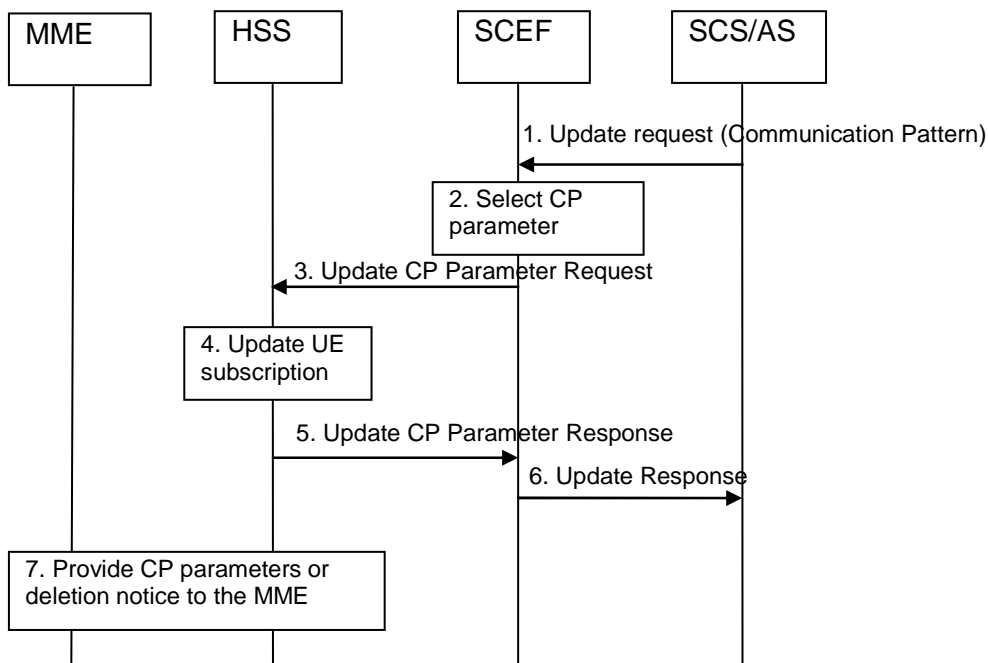 MME
HSS
SCEF
SCS/AS
1. Update request (Communication Pattern)
2. Select CP
parameter
3. Update CP Parameter Request
4. Update UE
subscription
5. Update CP Parameter Response
6. Update Response
7. Provide CP parameters or
deletion notice to the MME